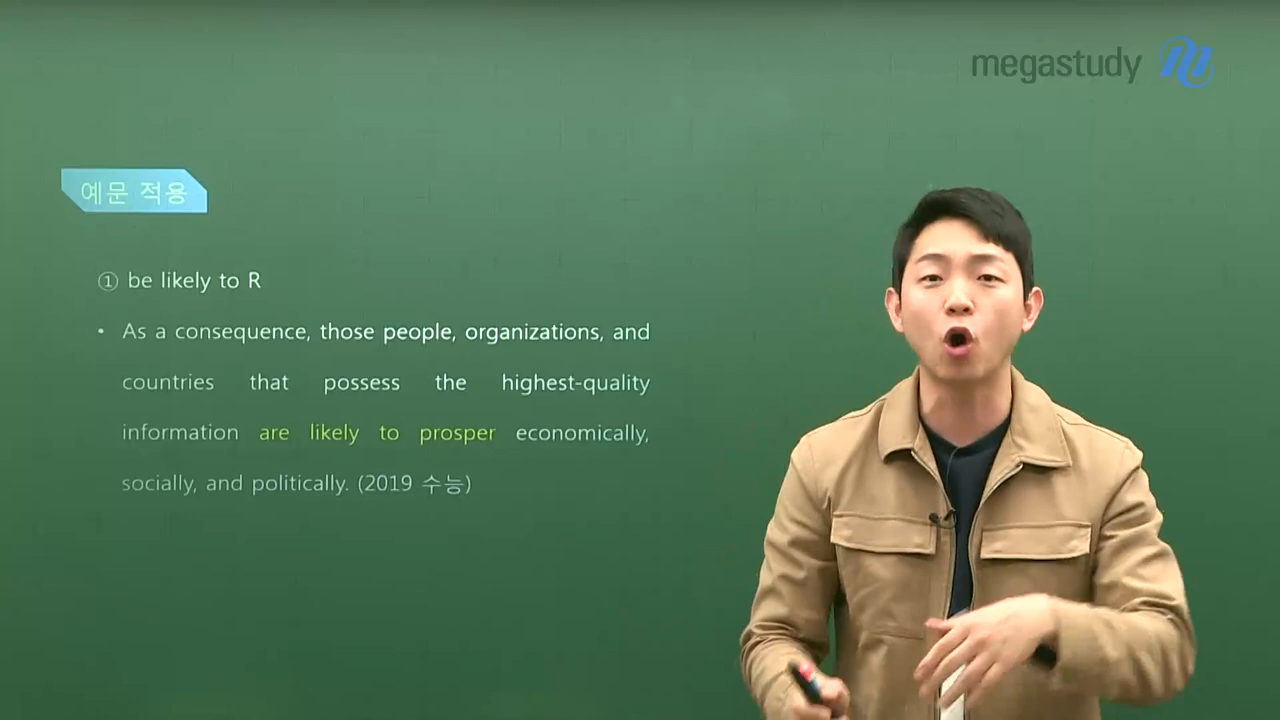 megastudy
예문 적용
① be likely to R
• As a consequence, those people, organizations, and
countries that possess the highest-quality
information are likely to prosper economically,
socially, and politically. (2019 수능)